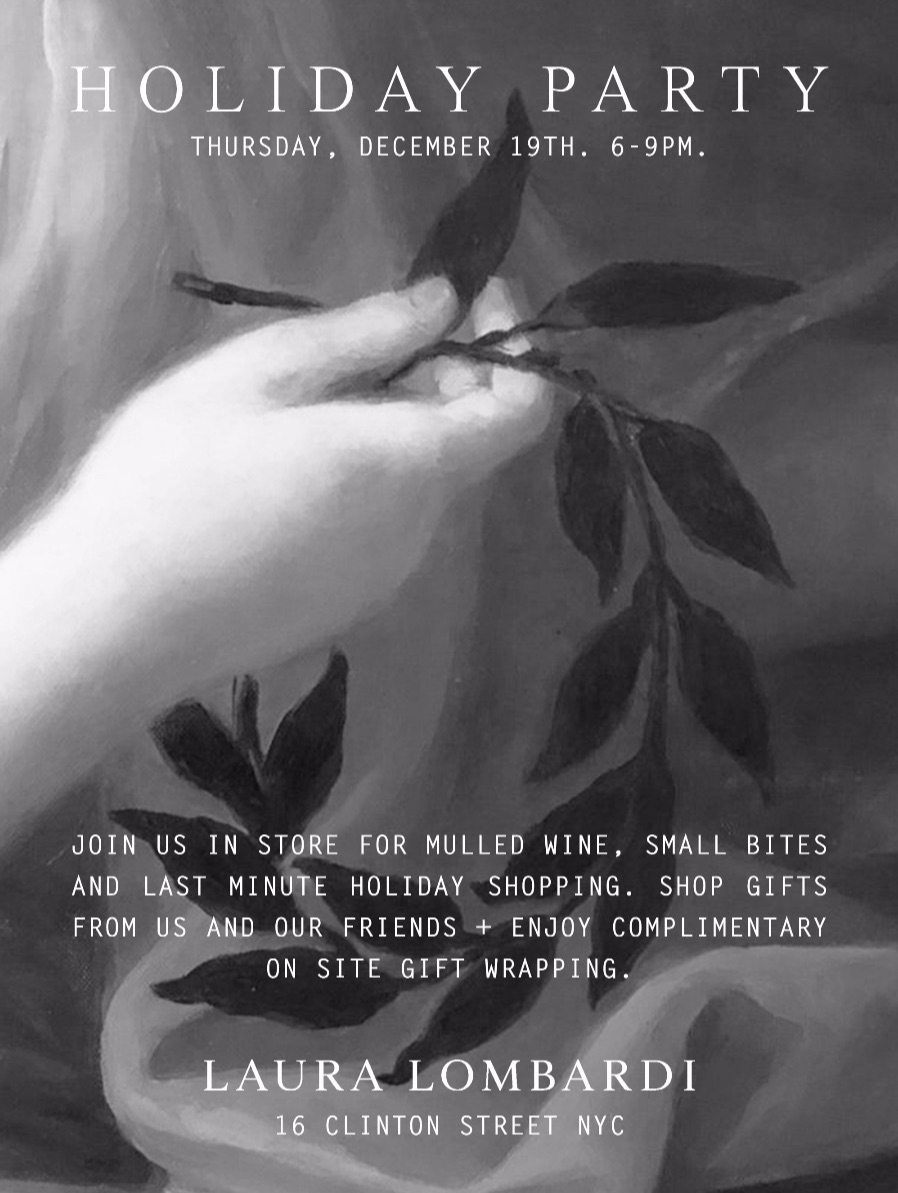 HOLIDAY PARTY
THURSDAY, DECEMBER 19TH. 6-9PM.
JOIN US IN STORE FOR MULLED WINE, SMALL BITES
AND LAST MINUTE HOLIDAY SHOPPING. SHOP GIFTS
FROM US AND OUR FRIENDS + ENJOY COMPLIMENTARY
ON SITE GIFT WRAPPING.
LAURA LOMBARDI
16 CLINTON STREET NYC